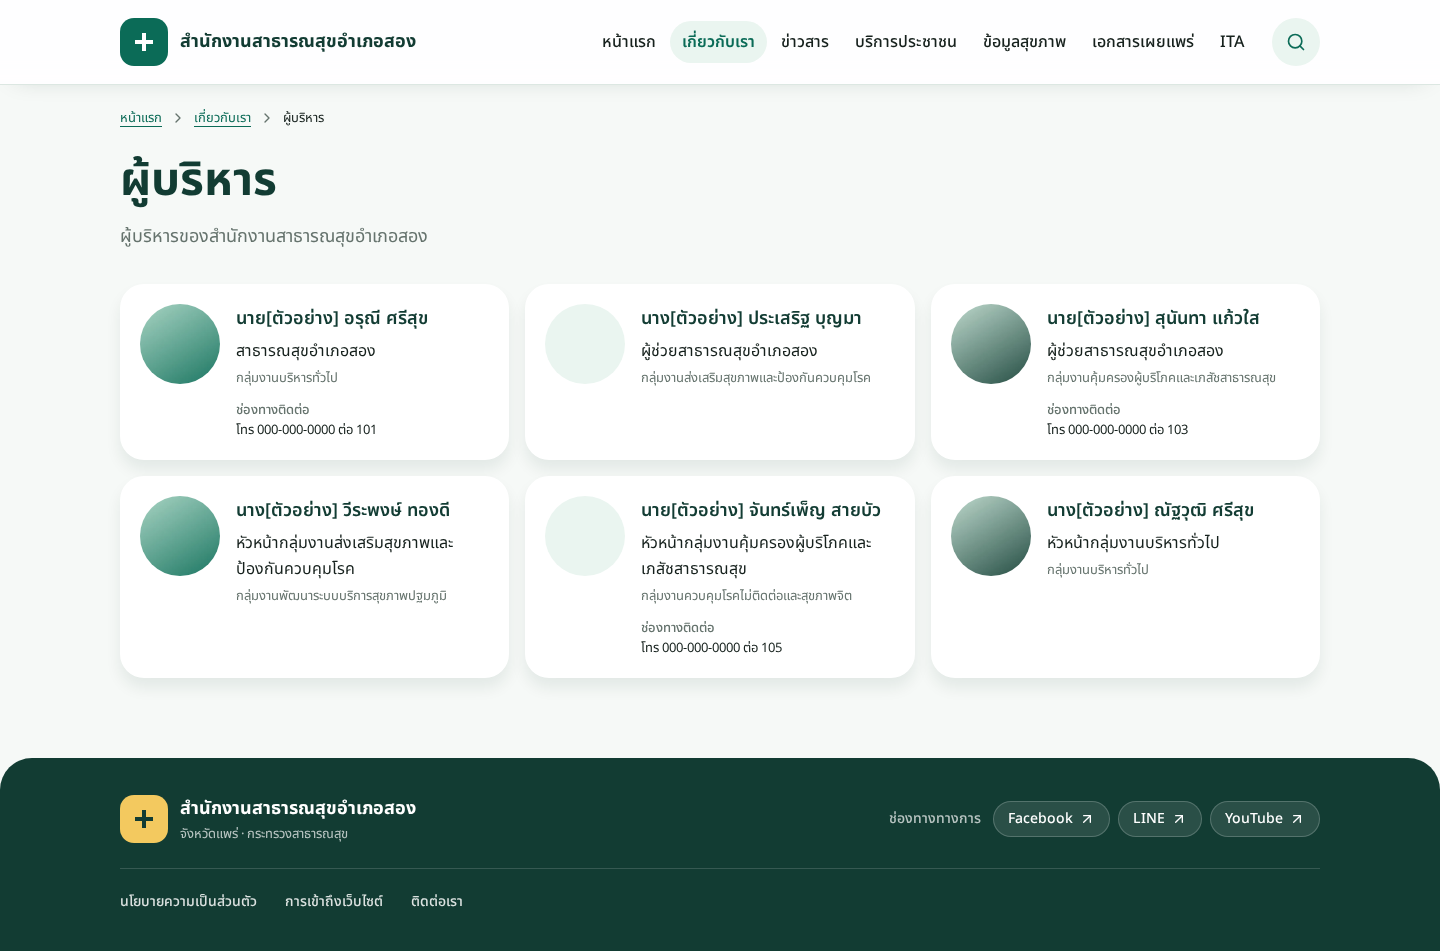 สำนักงานสาธารณสุขอำเภอสอง
หน้าแรก เกี่ยวกับเรา ข่าวสาร บริการประชาชน ข้อมูลสุขภาพ เอกสารเผยแพร่ ITA
หน้าแรก เกี่ยวกับเรา ผู้บริหาร
ผู้บริหาร
ผู้บริหารของสำนักงานสาธารณสุขอำเภอสอง
นาย[ตัวอย่าง] อรุณี ศรีสุข
สาธารณสุขอำเภอสอง
กลุ่มงานบริหารทั่วไป
ช่องทางติดต่อ
โทร 000-000-0000 ต่อ 101
นาง[ตัวอย่าง] ประเสริฐ บุญมา
ผู้ช่วยสาธารณสุขอำเภอสอง
กลุ่มงานส่งเสริมสุขภาพและป้องกันควบคุมโรค
นาย[ตัวอย่าง] สุนันทา แก้วใส
ผู้ช่วยสาธารณสุขอำเภอสอง
กลุ่มงานคุ้มครองผู้บริโภคและเภสัชสาธารณสุข
ช่องทางติดต่อ
โทร 000-000-0000 ต่อ 103
นาง[ตัวอย่าง] วีระพงษ์ ทองดี
หัวหน้ากลุ่มงานส่งเสริมสุขภาพและ
ป้องกันควบคุมโรค
กลุ่มงานพัฒนาระบบบริการสุขภาพปฐมภูมิ
นาย[ตัวอย่าง] จันทร์เพ็ญ สายบัว
หัวหน้ากลุ่มงานคุ้มครองผู้บริโภคและ
เภสัชสาธารณสุข
กลุ่มงานควบคุมโรคไม่ติดต่อและสุขภาพจิต
ช่องทางติดต่อ
โทร 000-000-0000 ต่อ 105
นาง[ตัวอย่าง] ณัฐวุฒิ ศรีสุข
หัวหน้ากลุ่มงานบริหารทั่วไป
กลุ่มงานบริหารทั่วไป
สำนักงานสาธารณสุขอำเภอสอง
จังหวัดแพร่ · กระทรวงสาธารณสุข
ช่องทางทางการ Facebook LINE YouTube
นโยบายความเป็นส่วนตัว การเข้าถึงเว็บไซต์ ติดต่อเรา